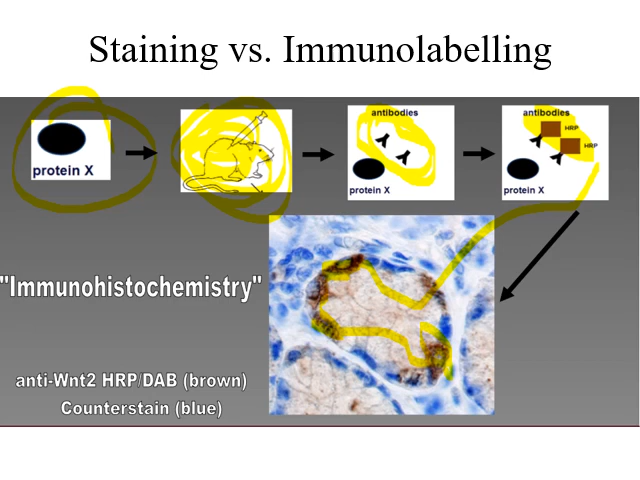 Staining vs. Immunolabelling
protein X
antibodies
protein X
antibodies
HRP
HRP
protein X
"Immunohistochemistry"
anti-Wnt2 HRP/DAB (brown)
Counterstain (blue)